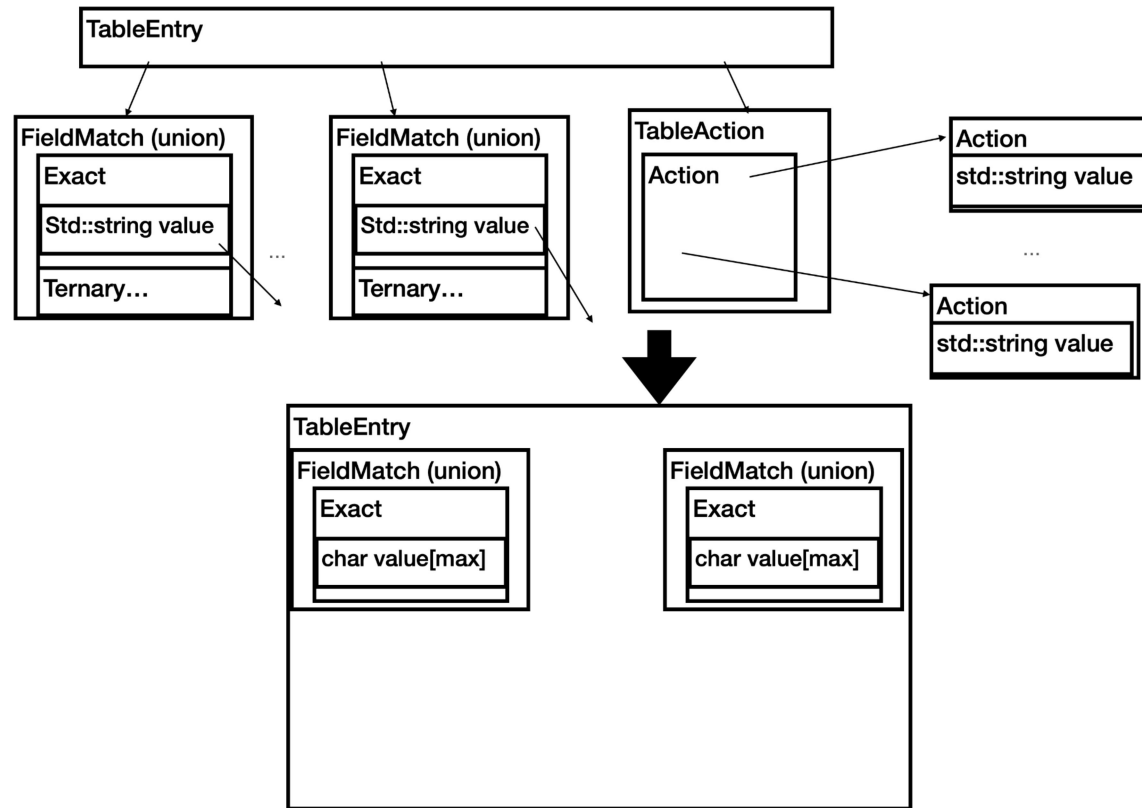 TableEntry
FieldMatch (union)
Exact
Std::string value
Ternary...
...
FieldMatch (union)
Exact
Std::string value
Ternary...
TableAction
Action
Action
std::string value
...
Action
std::string value
TableEntry
FieldMatch (union)
Exact
char value[max]
FieldMatch (union)
Exact
char value[max]